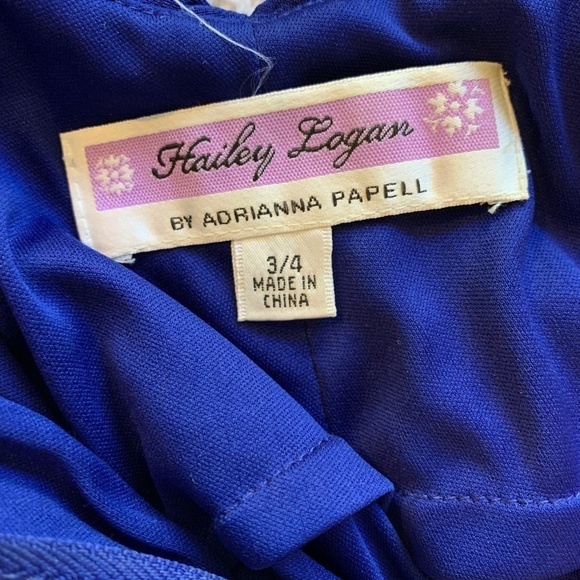 Hailey Logan
BY ADRIANNA PAPELL
3/4
MADE IN
CHINA